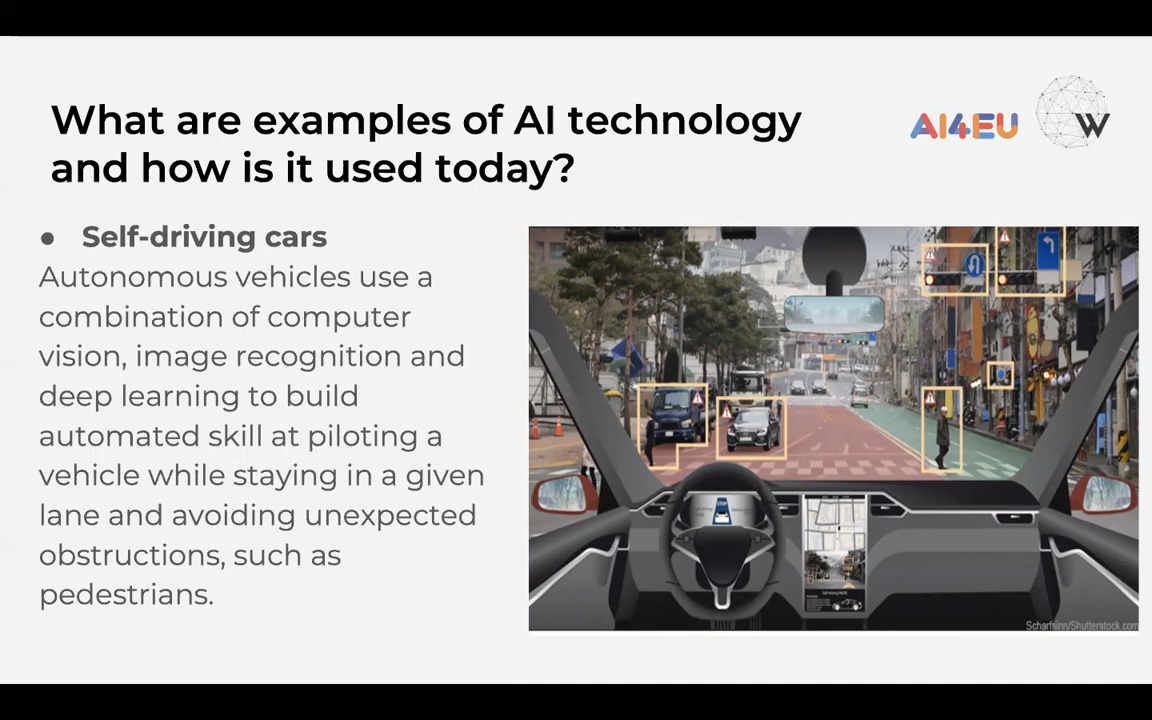 What are examples of AI technology
and how is it used today?
AI4EU
W
● Self-driving cars
Autonomous vehicles use a
combination of computer
vision, image recognition and
deep learning to build
automated skill at piloting a
vehicle while staying in a given
lane and avoiding unexpected
obstructions, such as
pedestrians.
STOP
Scharfsinn/Shutterstock.com